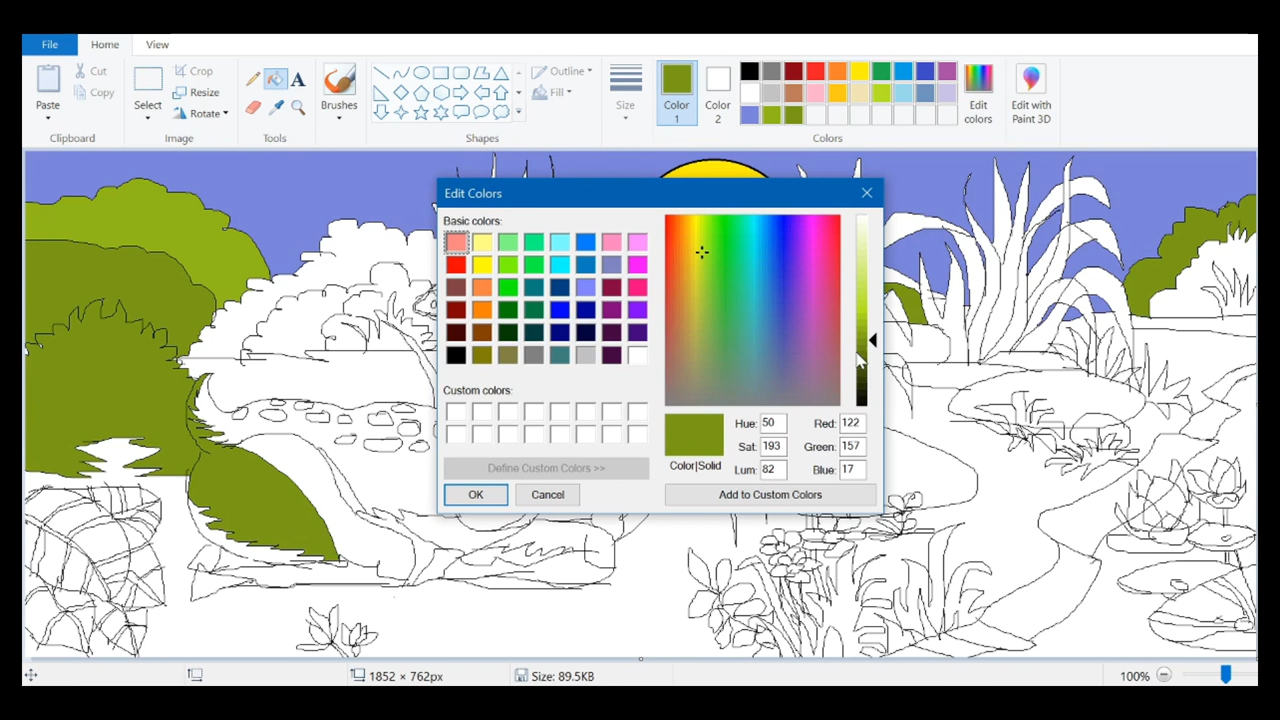 File Home View
Paste
Cut
Copy
Clipboard
Select
Crop
Resize
Rotate
Image
A
Tools
Brushes
Outline
Fill
Shapes
Size
Color
1
Color
2
Edit
colors
Colors
Edit with
Paint 3D
Edit Colors
Basic colors:
Custom colors:
Define Custom Colors >>
OK Cancel
Color|Solid
Hue: 50 Red: 122
Sat: 193 Green: 157
Lum: 82 Blue: 17
Add to Custom Colors
1852 × 762px Size: 89.5KB 100%